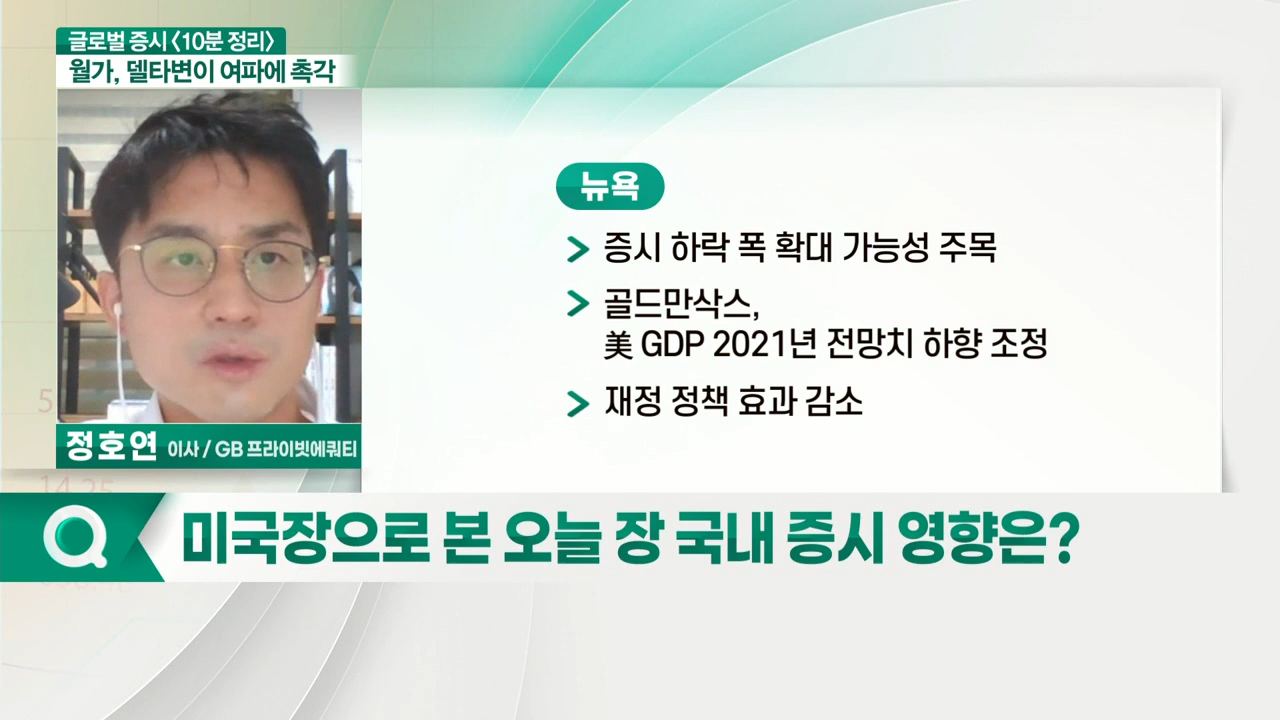 글로벌 증시 <10분 정리>
월가, 델타변이 여파에 촉각
뉴욕
증시 하락 폭 확대 가능성 주목
골드만삭스,
美 GDP 2021년 전망치 하향 조정
재정 정책 효과 감소
정호연 이사 / GB 프라이빗에쿼티
Q 미국장으로 본 오늘 장 국내 증시 영향은?